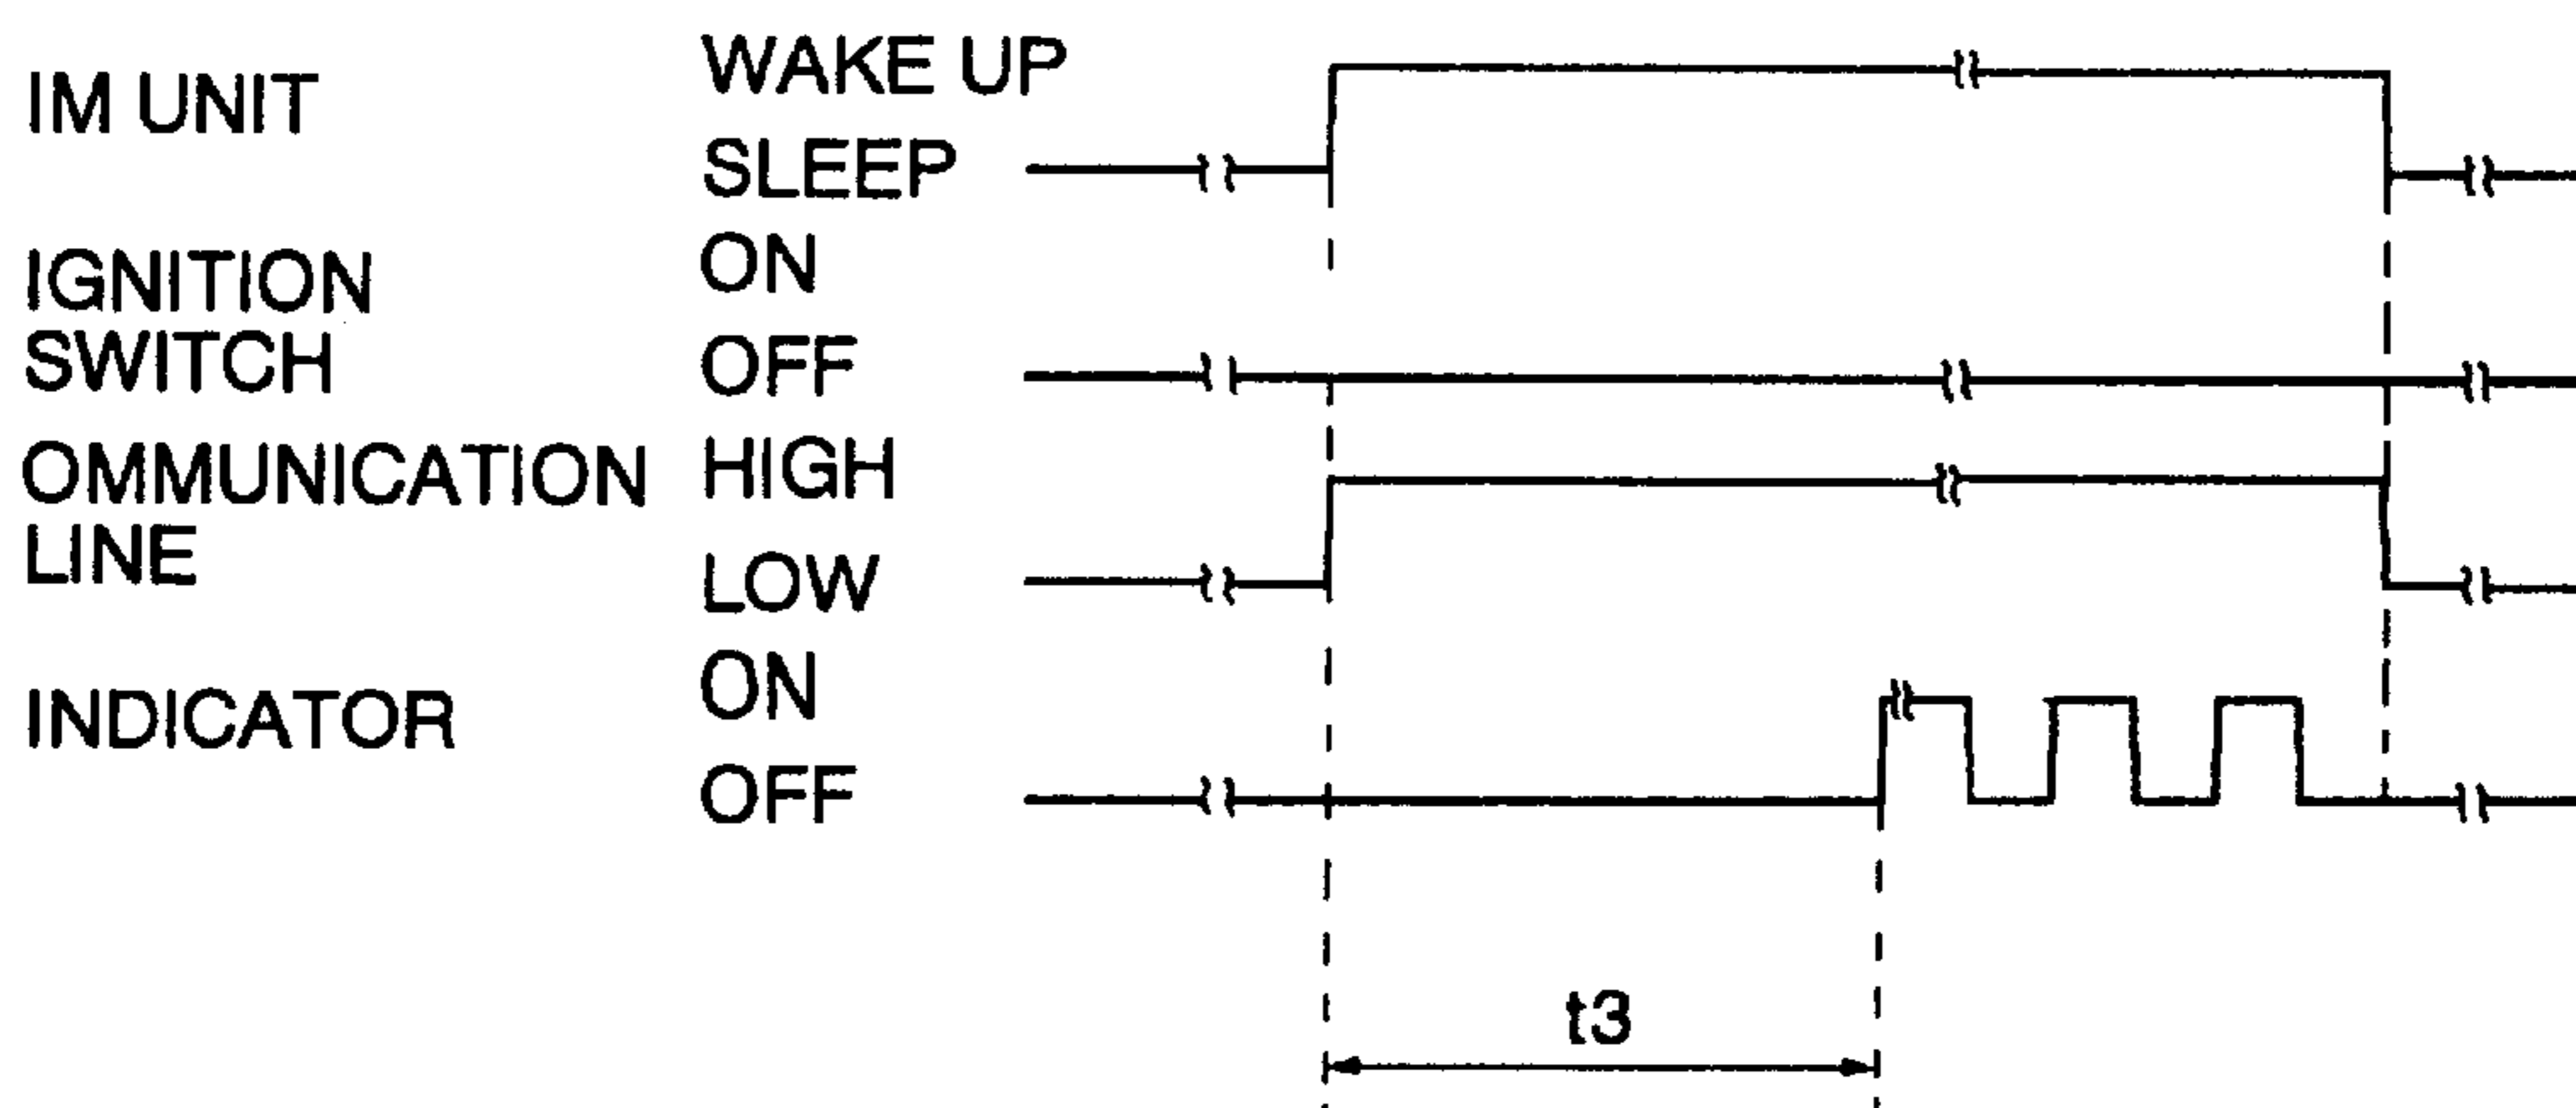 IM UNIT
WAKE UP
SLEEP
IGNITION
SWITCH
ON
OFF
OMMUNICATION
LINE
HIGH
LOW
INDICATOR
ON
OFF
t3